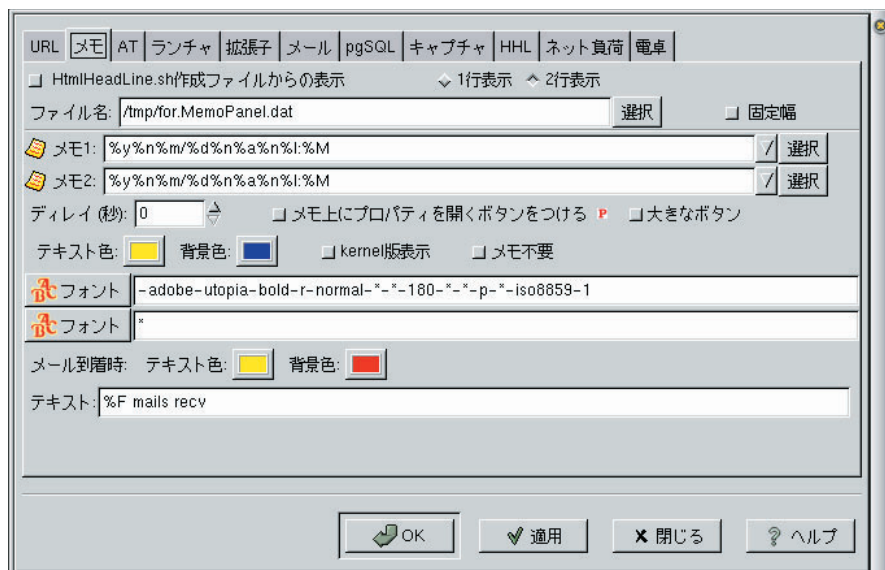 URL メモ AT ランチャ 拡張子 メール pgSQL キャプチャ HHL ネット負荷 電卓
HtmlHeadLine.sh作成ファイルからの表示 1行表示 2行表示
ファイル名: /tmp/for.MemoPanel.dat 選択 固定幅
メモ1: %y%n%m/%d%n%a%n%l:%M 選択
メモ2: %y%n%m/%d%n%a%n%l:%M 選択
ディレイ (秒): 0 メモ上にプロパティを開くボタンをつける P 大きなボタン
テキスト色: 背景色: kernel版表示 メモ不要
ABC フォント -adobe-utopia-bold-r-normal-*-*-180-*-*-p-*-iso8859-1
ABC フォント *
メール到着時: テキスト色: 背景色:
テキスト: %F mails recv
OK 適用 閉じる ? ヘルプ